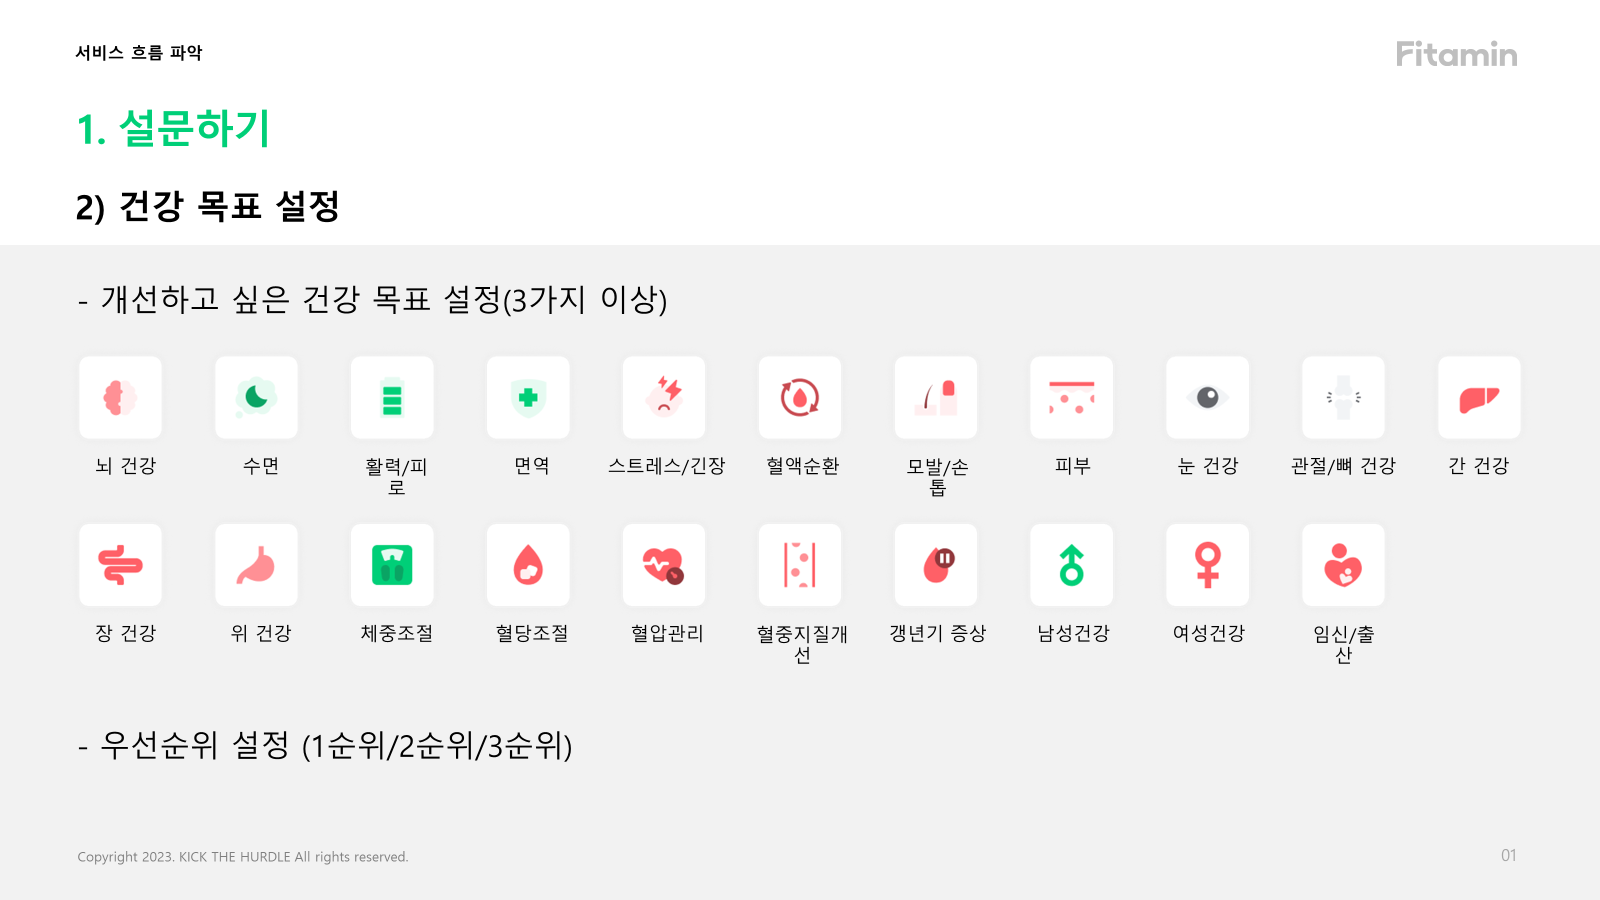 서비스 흐름 파악
Fitamin
1. 설문하기
2) 건강 목표 설정
- 개선하고 싶은 건강 목표 설정(3가지 이상)
뇌 건강
수면
활력/피
로
면역
스트레스/긴장
혈액순환
모발/손
톱
피부
눈 건강
관절/뼈 건강
간 건강
장 건강
위 건강
체중조절
혈당조절
혈압관리
혈중지질개
선
갱년기 증상
남성건강
여성건강
임신/출
산
- 우선순위 설정 (1순위/2순위/3순위)
Copyright 2023. KICK THE HURDLE All rights reserved.
01